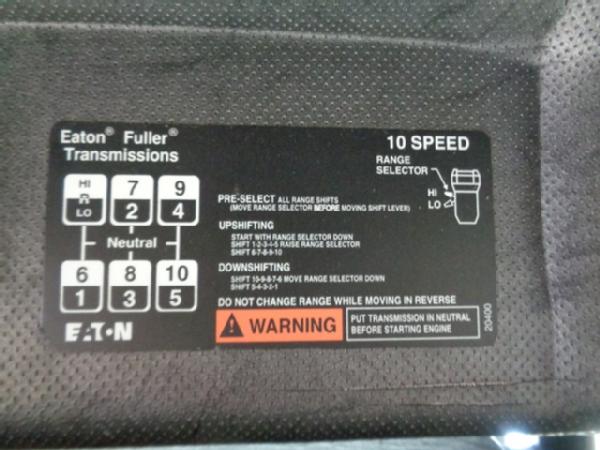 Eaton® Fuller®
Transmissions
10 SPEED
RANGE
SELECTOR
HI
LO
HI
R
LO
7
2
9
4
Neutral
6
1
8
3
10
5
EATON
PRE-SELECT ALL RANGE SHIFTS
(MOVE RANGE SELECTOR BEFORE MOVING SHIFT LEVER)
UPSHIFTING
START WITH RANGE SELECTOR DOWN
SHIFT 1-2-3-4-5 RAISE RANGE SELECTOR
SHIFT 6-7-8-9-10
DOWNSHIFTING
SHIFT 10-9-8-7-6 MOVE RANGE SELECTOR DOWN
SHIFT 5-4-3-2-1
DO NOT CHANGE RANGE WHILE MOVING IN REVERSE
WARNING
PUT TRANSMISSION IN NEUTRAL
BEFORE STARTING ENGINE
20400